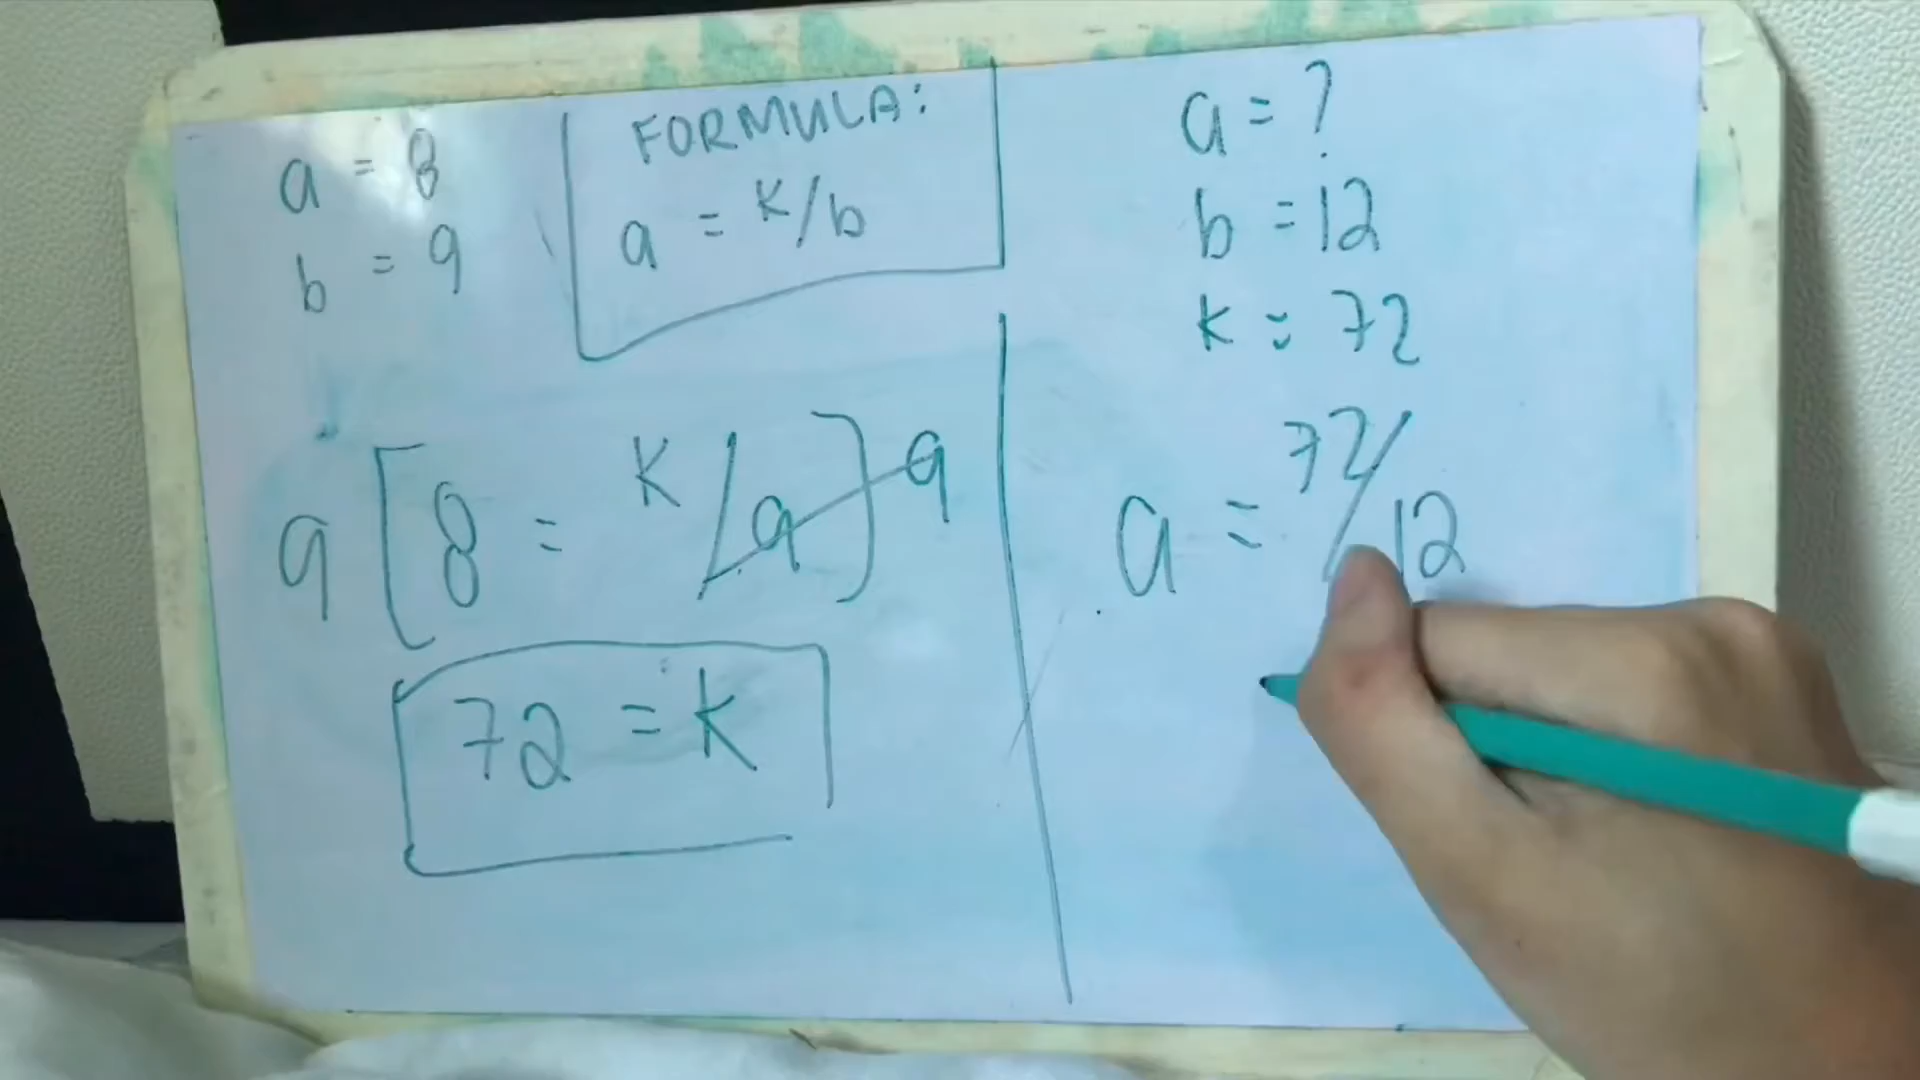 a = 8
b = 9
FORMULA:
a = K/b
9 [8 = K/9] 9
72 = K
a = ?
b = 12
K = 72
a = 72/12